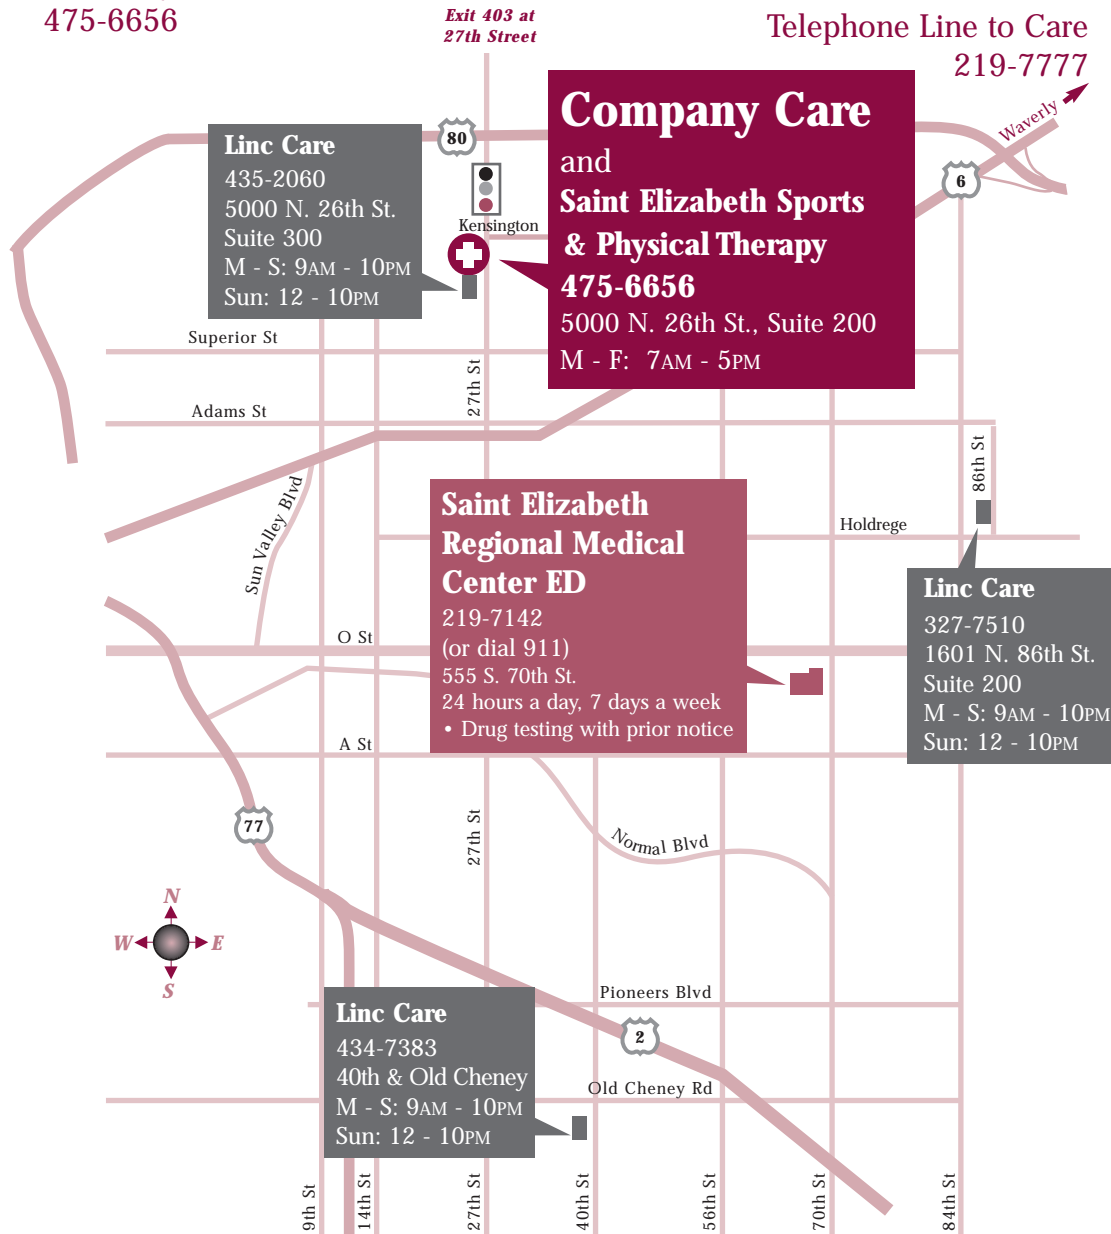 475-6656
Exit 403 at
27th Street
Telephone Line to Care
219-7777
Waverly
80
6
Linc Care
435-2060
5000 N. 26th St.
Suite 300
M - S: 9AM - 10PM
Sun: 12 - 10PM
Kensington
Company Care
and
Saint Elizabeth Sports
& Physical Therapy
475-6656
5000 N. 26th St., Suite 200
M - F: 7AM - 5PM
Superior St
27th St
Adams St
86th St
Sun Valley Blvd
Holdrege
Saint Elizabeth
Regional Medical
Center ED
219-7142
(or dial 911)
555 S. 70th St.
24 hours a day, 7 days a week
• Drug testing with prior notice
Linc Care
327-7510
1601 N. 86th St.
Suite 200
M - S: 9AM - 10PM
Sun: 12 - 10PM
O St
A St
77
27th St
Normal Blvd
N
W
E
S
Linc Care
434-7383
40th & Old Cheney
M - S: 9AM - 10PM
Sun: 12 - 10PM
Pioneers Blvd
2
Old Cheney Rd
9th St
14th St
27th St
40th St
56th St
70th St
84th St